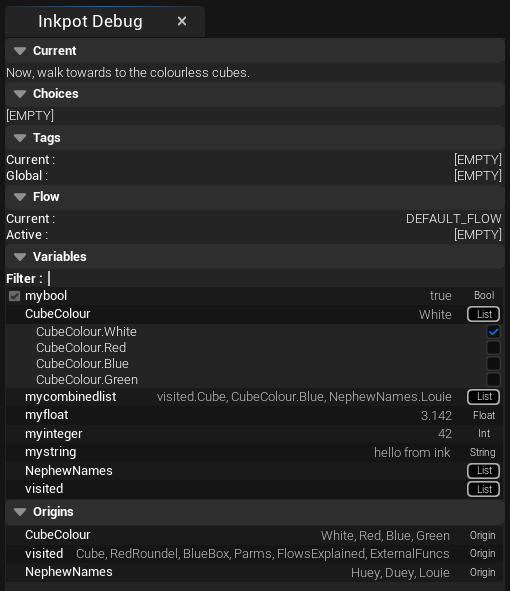 Inkpot Debug
Current
Now, walk towards to the colourless cubes.
Choices
[EMPTY]
Tags
Current : [EMPTY]
Global : [EMPTY]
Flow
Current : DEFAULT_FLOW
Active : [EMPTY]
Variables
Filter :
mybool true Bool
CubeColour White List
CubeColour.White
CubeColour.Red
CubeColour.Blue
CubeColour.Green
mycombinedlist visited.Cube, CubeColour.Blue, NephewNames.Louie List
myfloat 3.142 Float
myinteger 42 Int
mystring hello from ink String
NephewNames List
visited List
Origins
CubeColour White, Red, Blue, Green Origin
visited Cube, RedRoundel, BlueBox, Parms, FlowsExplained, ExternalFuncs Origin
NephewNames Huey, Duey, Louie Origin